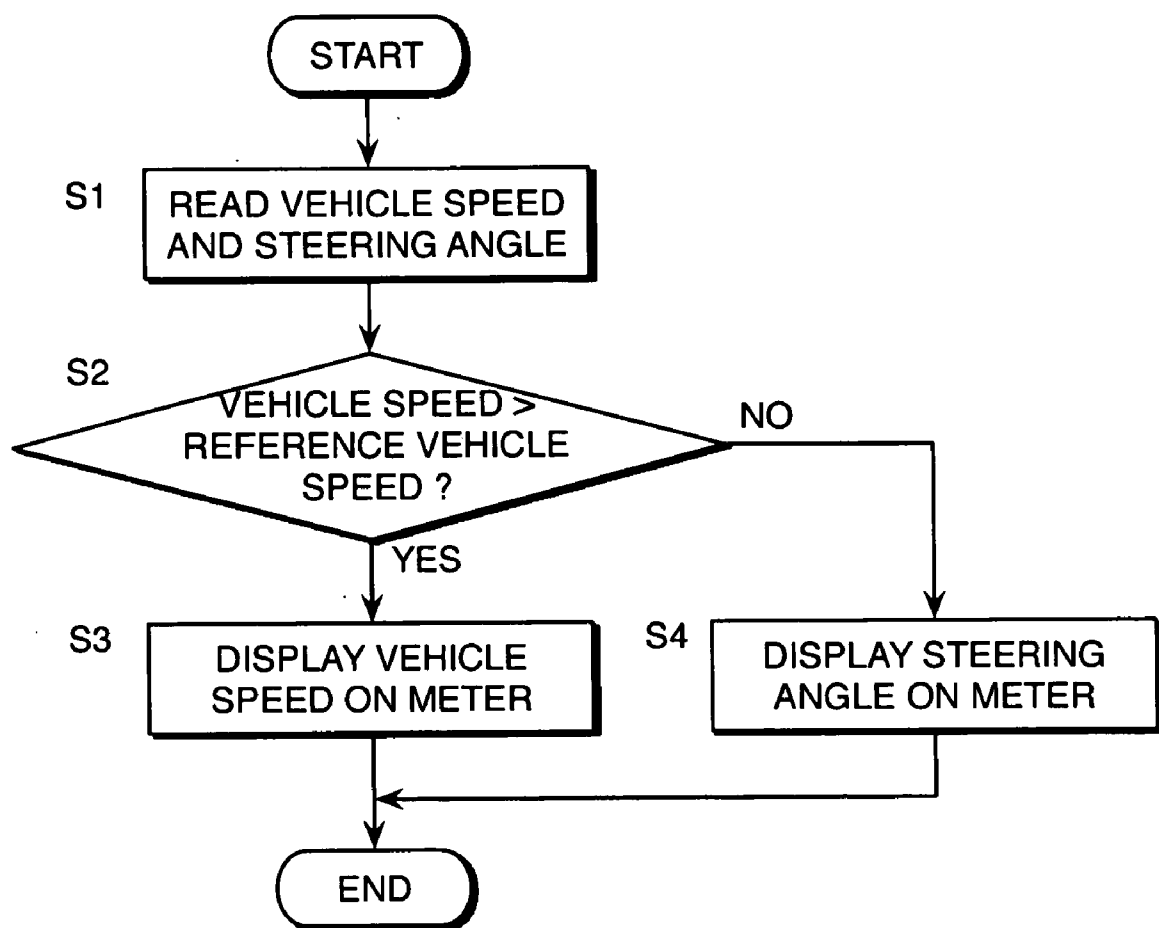 START
S1
READ VEHICLE SPEED
AND STEERING ANGLE
S2
VEHICLE SPEED >
REFERENCE VEHICLE
SPEED ?
NO
YES
S3
DISPLAY VEHICLE
SPEED ON METER
S4
DISPLAY STEERING
ANGLE ON METER
END